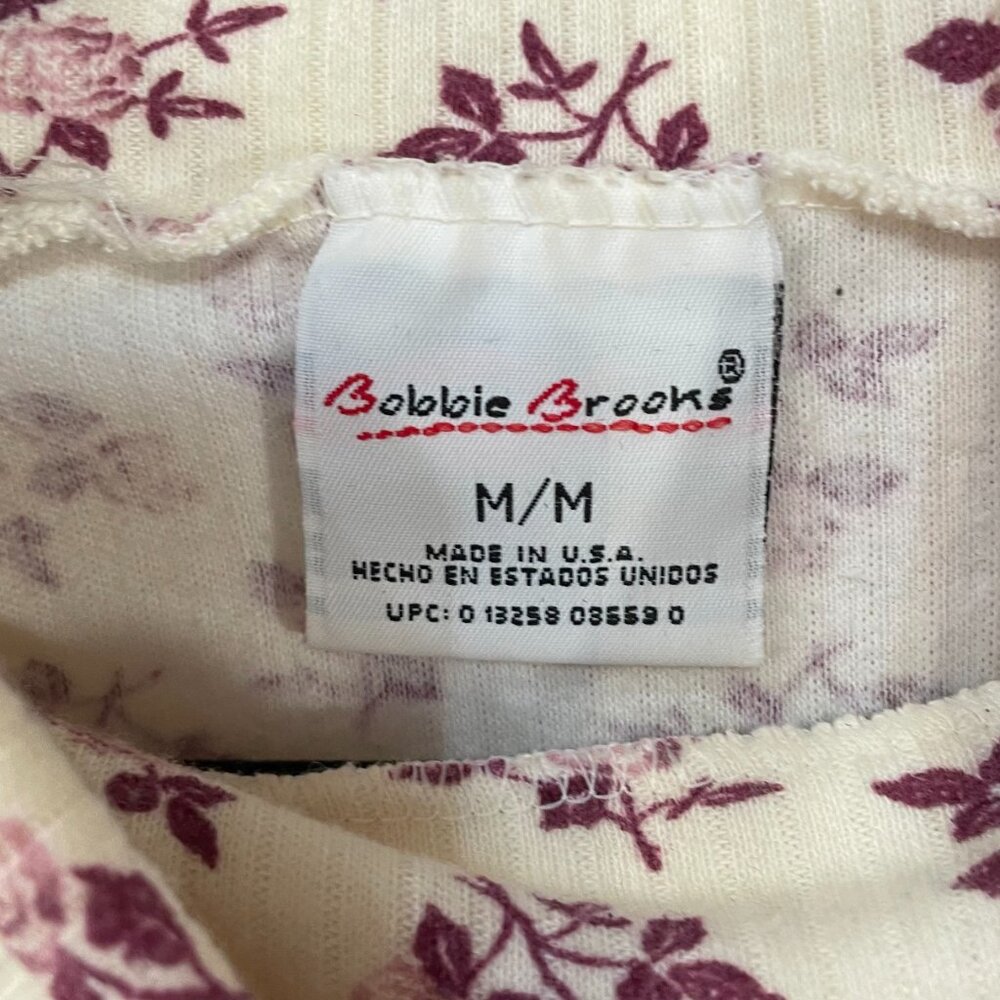 Bobbie Brooks®
M/M
MADE IN U.S.A.
HECHO EN ESTADOS UNIDOS
UPC: 0 13258 08559 0